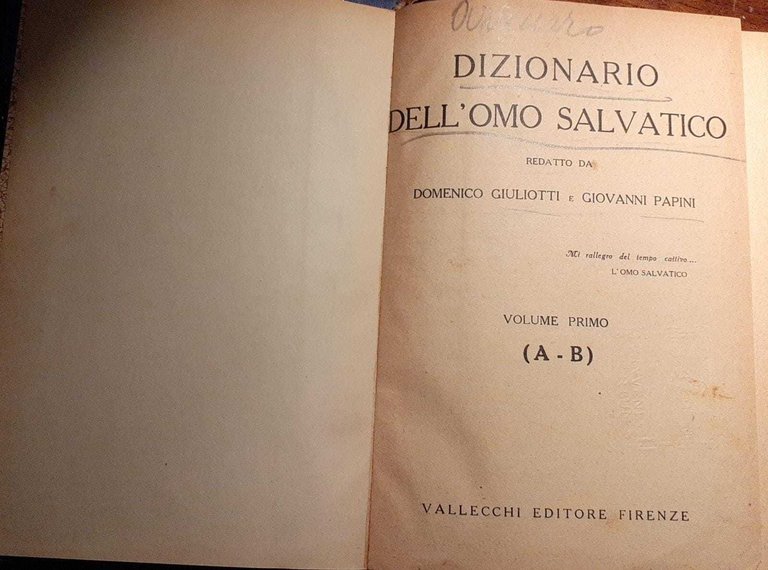 DIZIONARIO
DELL'OMO SALVATICO
REDATTO DA
DOMENICO GIULIOTTI E GIOVANNI PAPINI
Mi rallegro del tempo cattivo....
L'OMO SALVATICO
VOLUME PRIMO
(A - B)
VALLECCHI EDITORE FIRENZE